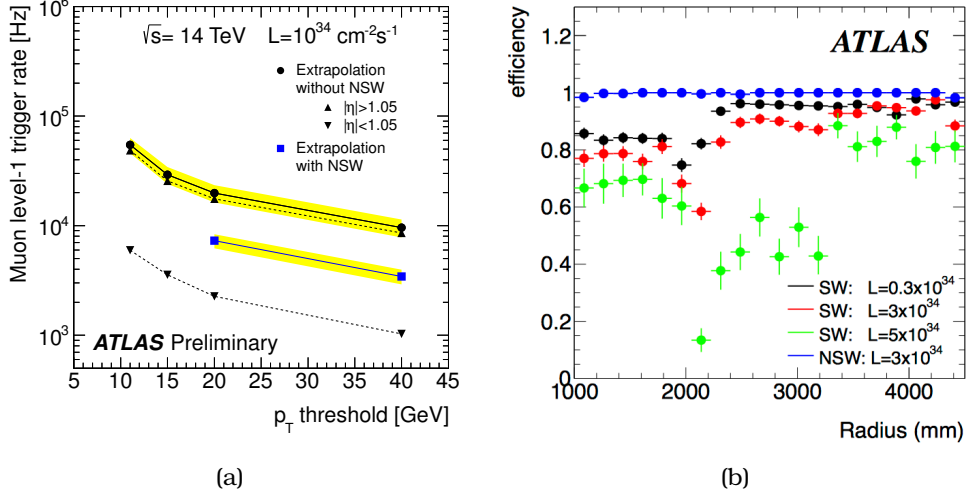 √s= 14 TeV L=10³⁴ cm⁻²s⁻¹
Extrapolation
without NSW
|η|>1.05
|η|<1.05
Extrapolation
with NSW
ATLAS Preliminary
Muon level-1 trigger rate [Hz]
10⁶
10⁵
10⁴
10³
5 10 15 20 25 30 35 40 45
p_T threshold [GeV]
(a)
ATLAS
efficiency
1.2
1
0.8
0.6
0.4
0.2
0
SW: L=0.3x10³⁴
SW: L=3x10³⁴
SW: L=5x10³⁴
NSW: L=3x10³⁴
1000 2000 3000 4000
Radius (mm)
(b)